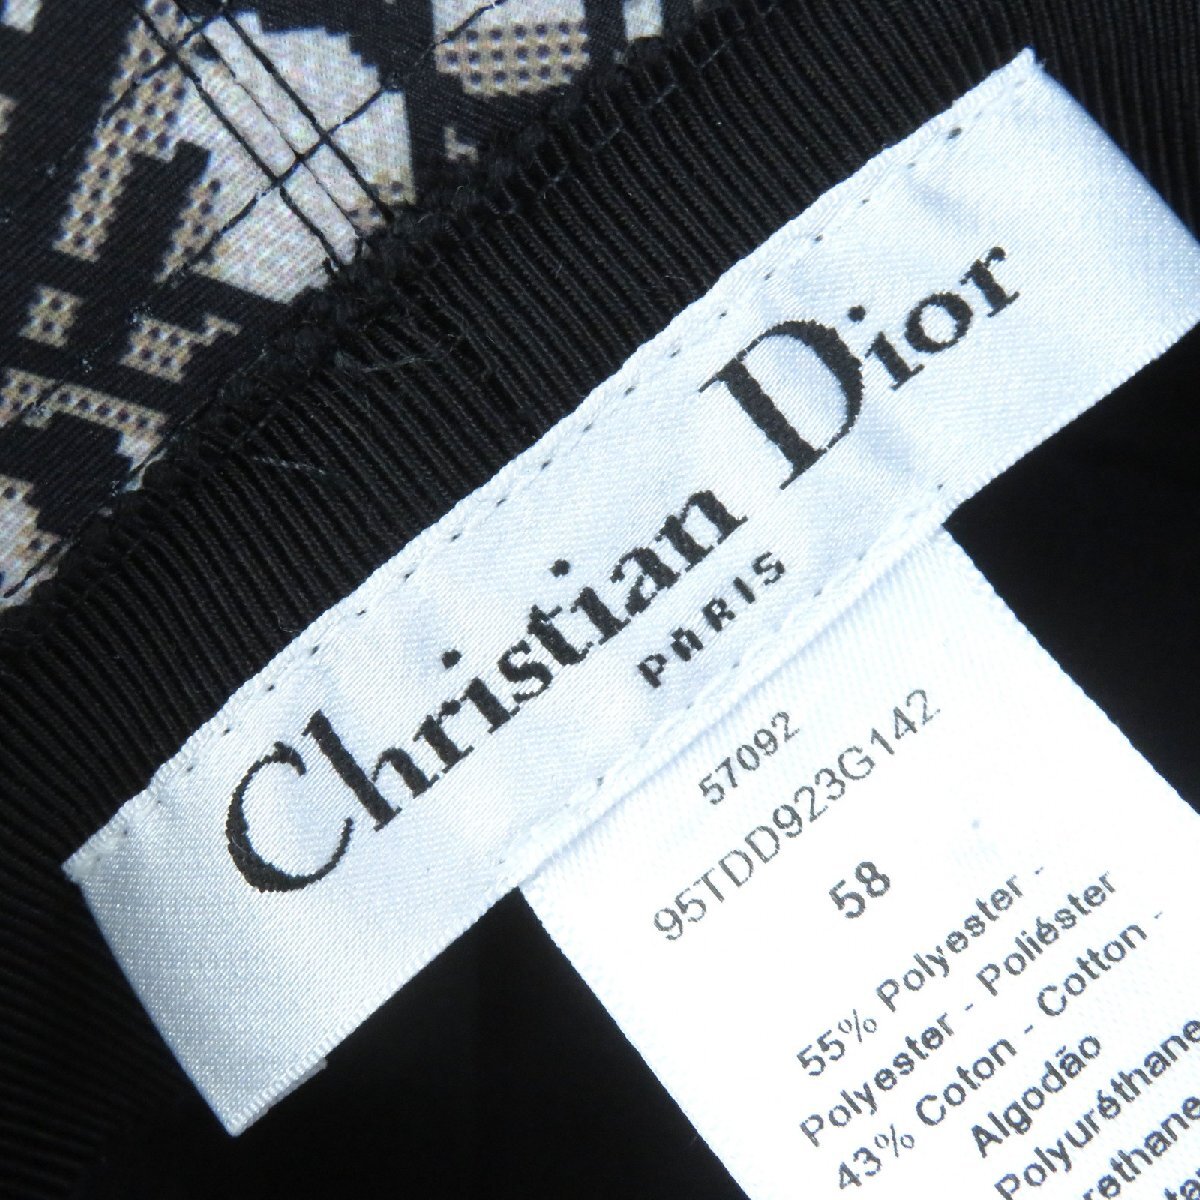 Christian Dior
PARIS
57092
95TDD923G142
58
55% Polyester -
Polyester - Poliéster
43% Coton - Cotton -
Algodão
Polyuréthane